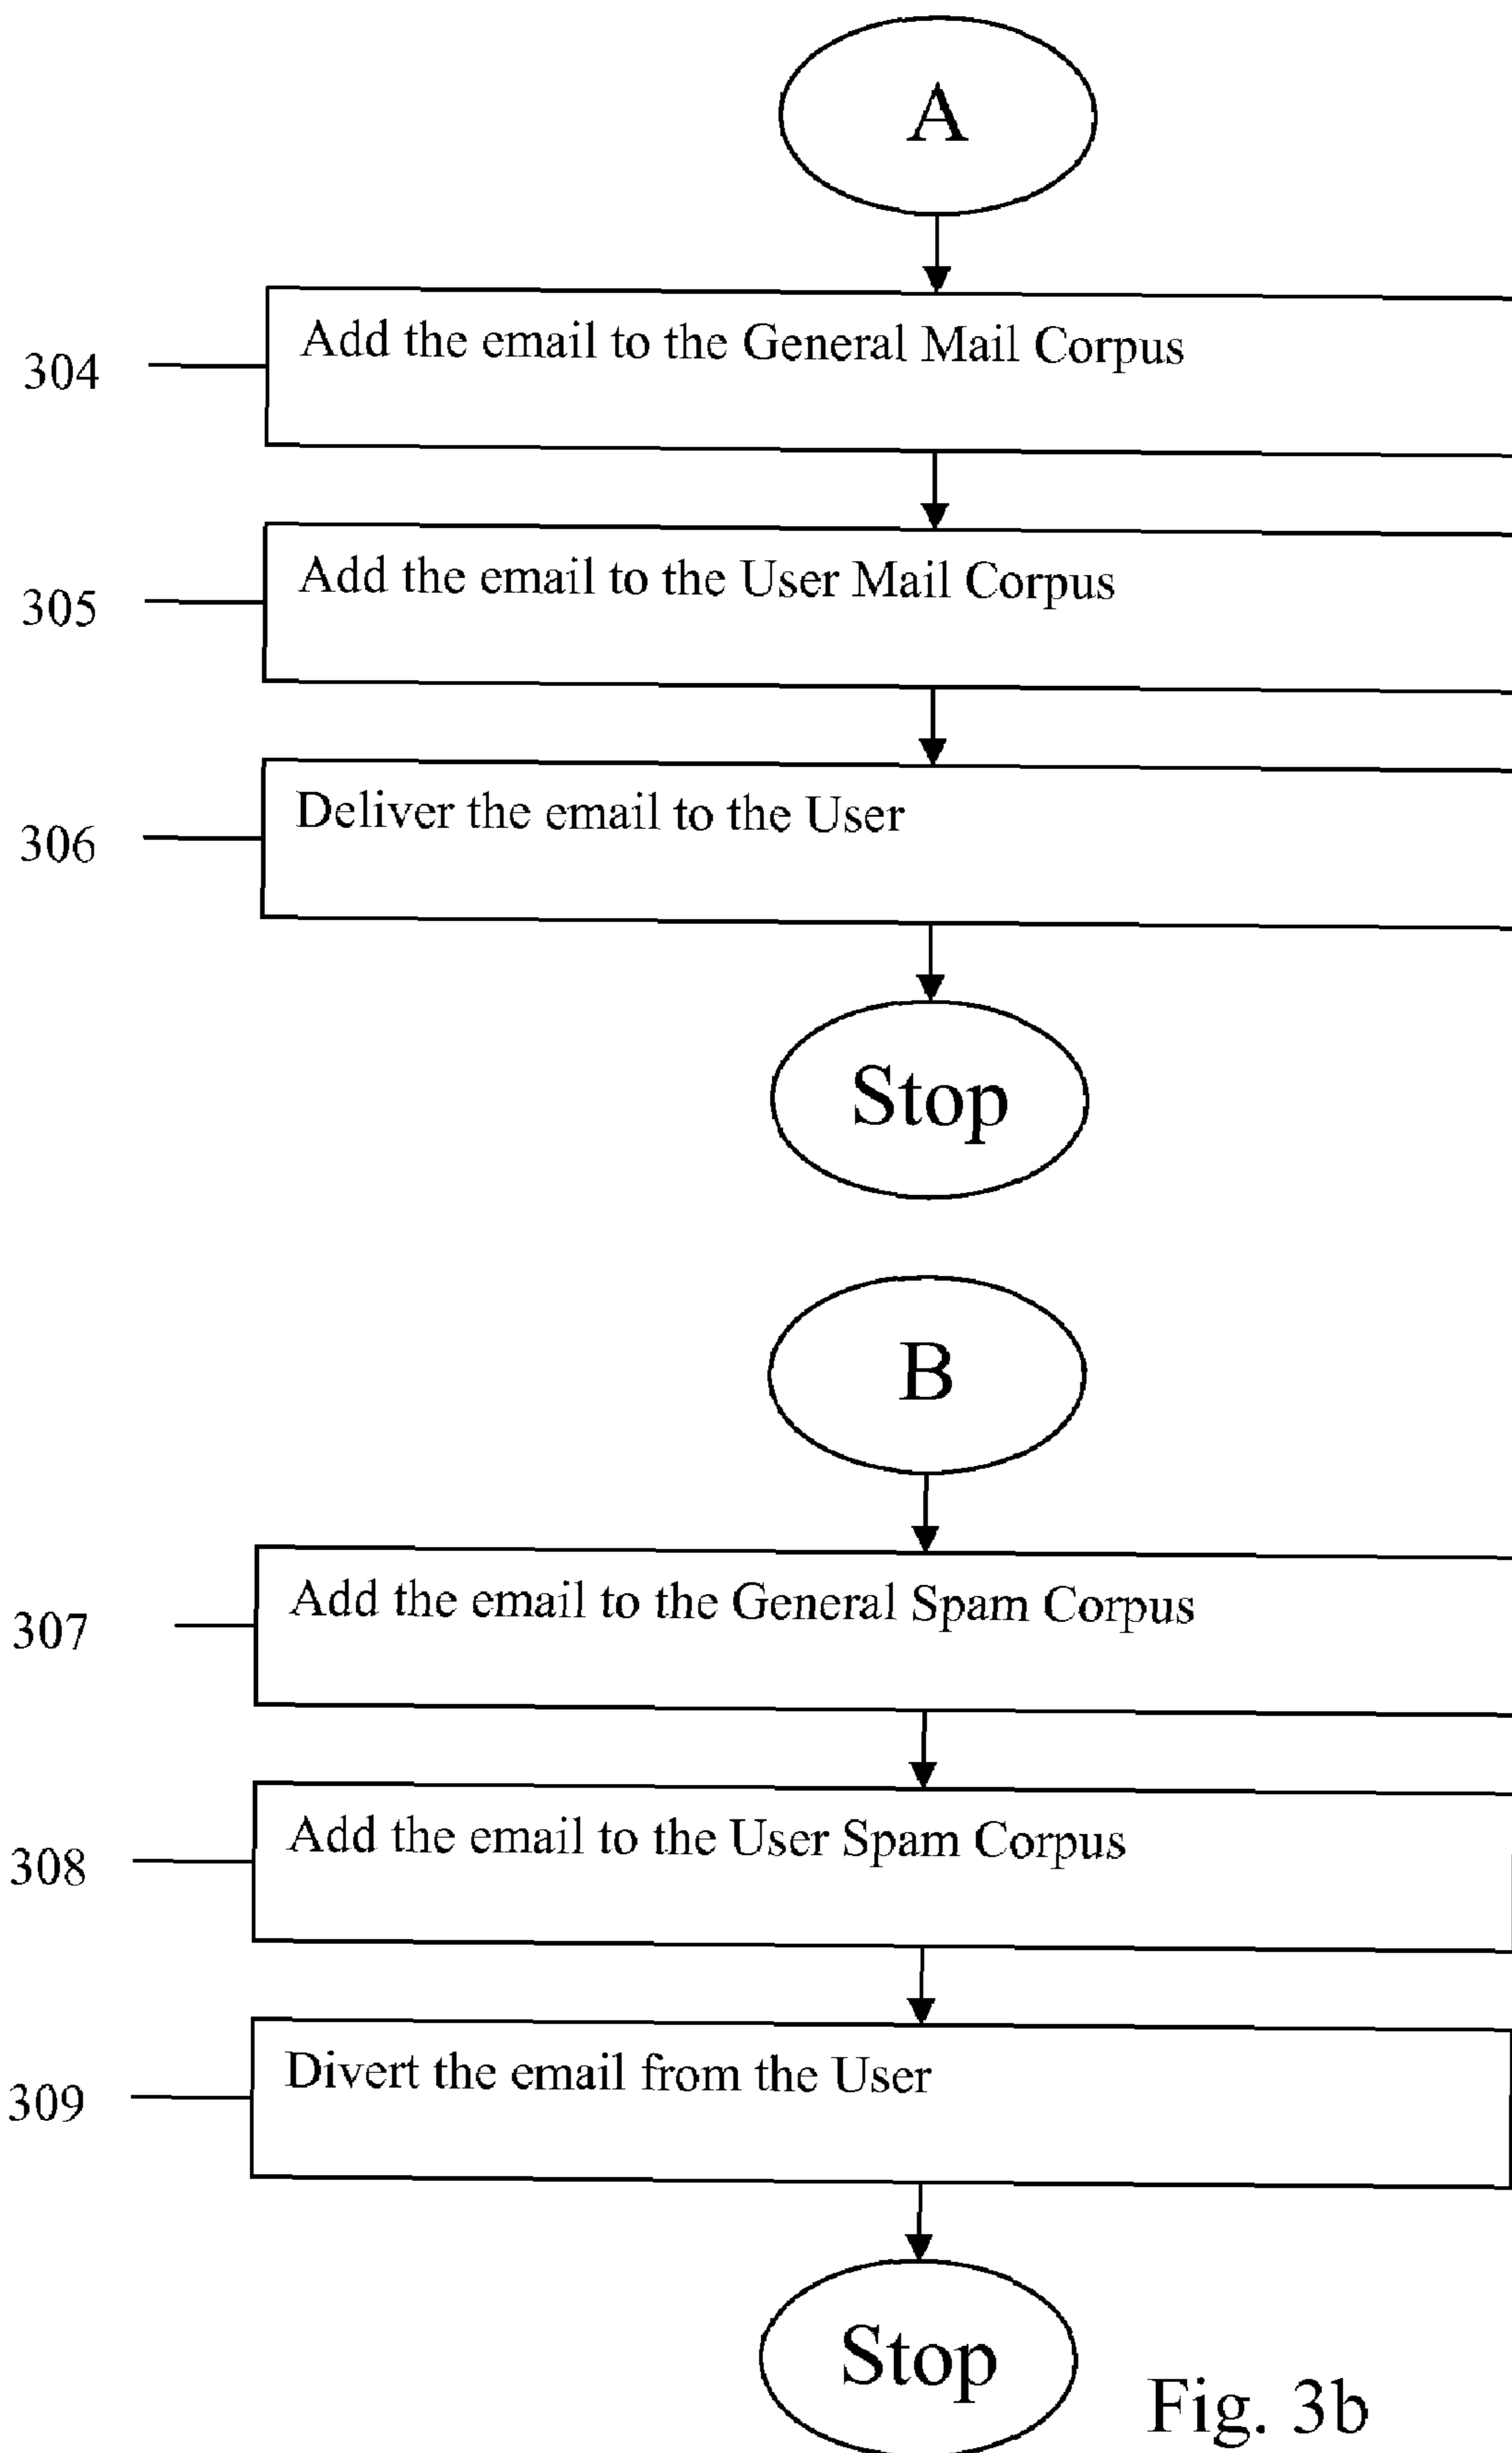 A
304 Add the email to the General Mail Corpus
305 Add the email to the User Mail Corpus
306 Deliver the email to the User
Stop
B
307 Add the email to the General Spam Corpus
308 Add the email to the User Spam Corpus
309 Divert the email from the User
Stop
Fig. 3b